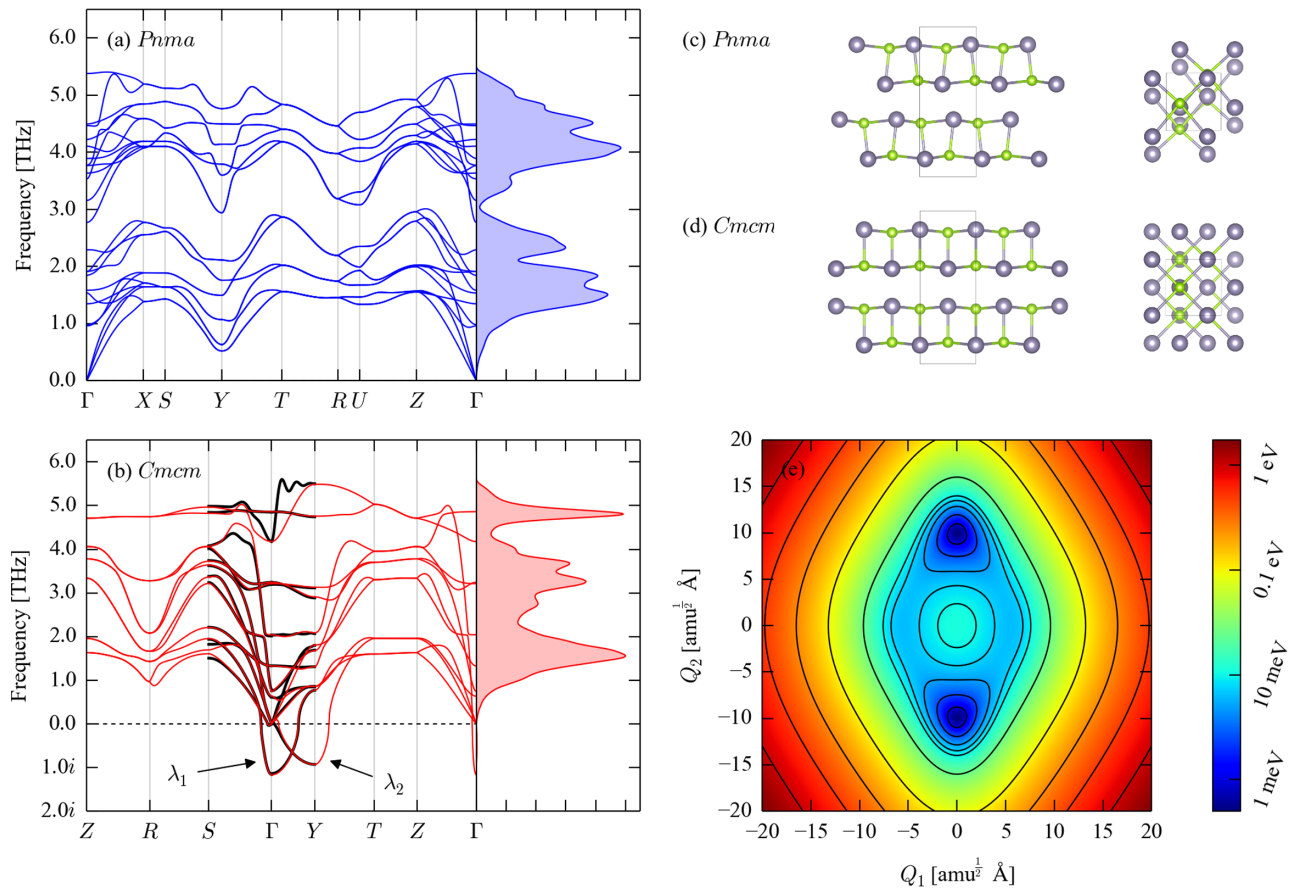 (a) Pnma
6.0
5.0
4.0
3.0
2.0
1.0
0.0
Frequency [THz]
Γ X S Y T R U Z Γ
(b) Cmcm
6.0
5.0
4.0
3.0
2.0
1.0
0.0
1.0i
2.0i
Frequency [THz]
λ1
λ2
Z R S Γ Y T Z Γ
(c) Pnma
(d) Cmcm
(e)
20
15
10
5
0
−5
−10
−15
−20
Q2 [amu^1/2 Å]
−20 −15 −10 −5 0 5 10 15 20
Q1 [amu^1/2 Å]
1 eV
0.1 eV
10 meV
1 meV